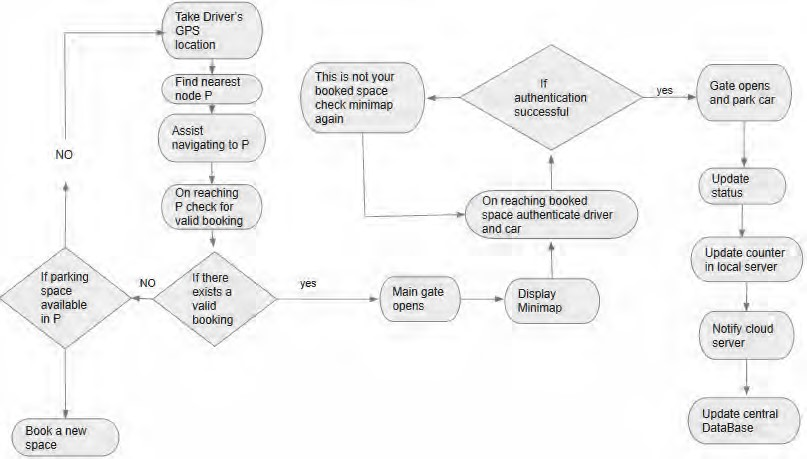 Take Driver's
GPS
location
Find nearest
node P
Assist
navigating to P
On reaching
P check for
valid booking
If there
exists a
valid
booking
NO
If parking
space
available
in P
NO
Book a new
space
yes
Main gate
opens
Display
Minimap
On reaching booked
space authenticate driver
and car
If
authentication
successful
This is not your
booked space
check minimap
again
yes
Gate opens
and park car
Update
status
Update counter
in local server
Notify cloud
server
Update central
DataBase